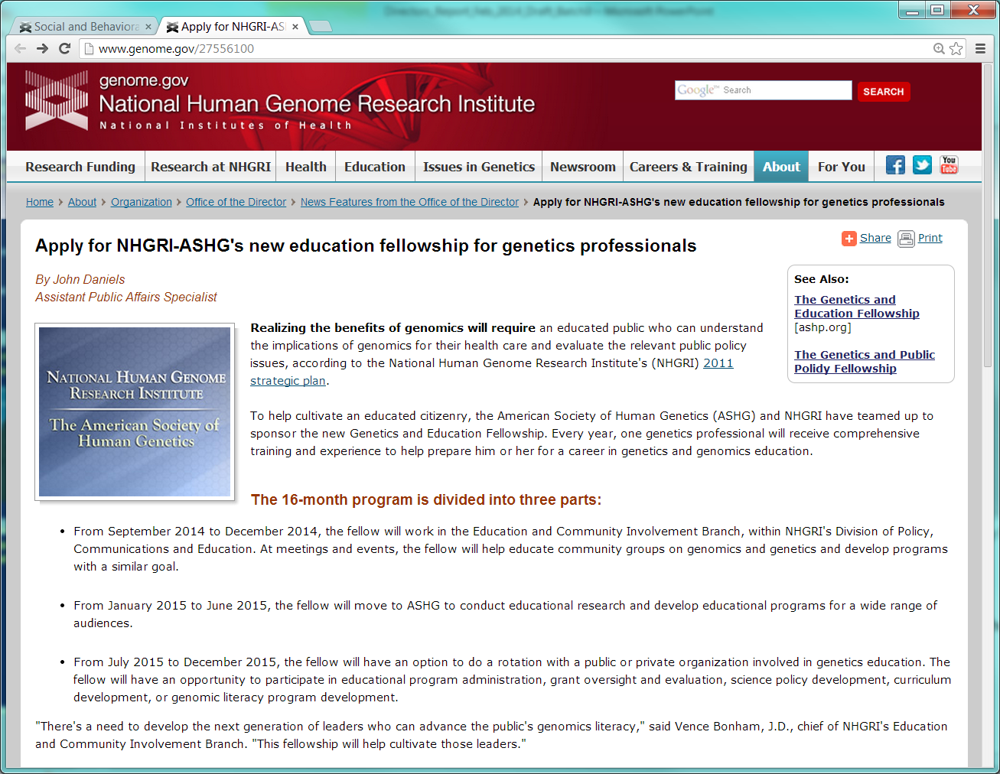 Directors_Report_Feb_2014_Draft_Batch3 - Microsoft PowerPoint
Social and Behaviora
Apply for NHGRI-AS
www.genome.gov/27556100
genome.gov
National Human Genome Research Institute
National Institutes of Health
Google™ Search
SEARCH
Research Funding
Research at NHGRI
Health
Education
Issues in Genetics
Newsroom
Careers & Training
About
For You
You
Tube
Home › About › Organization › Office of the Director › News Features from the Office of the Director › Apply for NHGRI-ASHG's new education fellowship for genetics professionals
Apply for NHGRI-ASHG's new education fellowship for genetics professionals
Share
Print
By John Daniels
Assistant Public Affairs Specialist
See Also:
The Genetics and
Education Fellowship
[ashp.org]
The Genetics and Public
Polidy Fellowship
NATIONAL HUMAN GENOME
RESEARCH INSTITUTE
The American Society of
Human Genetics
Realizing the benefits of genomics will require an educated public who can understand
the implications of genomics for their health care and evaluate the relevant public policy
issues, according to the National Human Genome Research Institute's (NHGRI) 2011
strategic plan.
To help cultivate an educated citizenry, the American Society of Human Genetics (ASHG) and NHGRI have teamed up to
sponsor the new Genetics and Education Fellowship. Every year, one genetics professional will receive comprehensive
training and experience to help prepare him or her for a career in genetics and genomics education.
The 16-month program is divided into three parts:
• From September 2014 to December 2014, the fellow will work in the Education and Community Involvement Branch, within NHGRI's Division of Policy,
Communications and Education. At meetings and events, the fellow will help educate community groups on genomics and genetics and develop programs
with a similar goal.
• From January 2015 to June 2015, the fellow will move to ASHG to conduct educational research and develop educational programs for a wide range of
audiences.
• From July 2015 to December 2015, the fellow will have an option to do a rotation with a public or private organization involved in genetics education. The
fellow will have an opportunity to participate in educational program administration, grant oversight and evaluation, science policy development, curriculum
development, or genomic literacy program development.
"There's a need to develop the next generation of leaders who can advance the public's genomics literacy," said Vence Bonham, J.D., chief of NHGRI's Education
and Community Involvement Branch. "This fellowship will help cultivate those leaders."